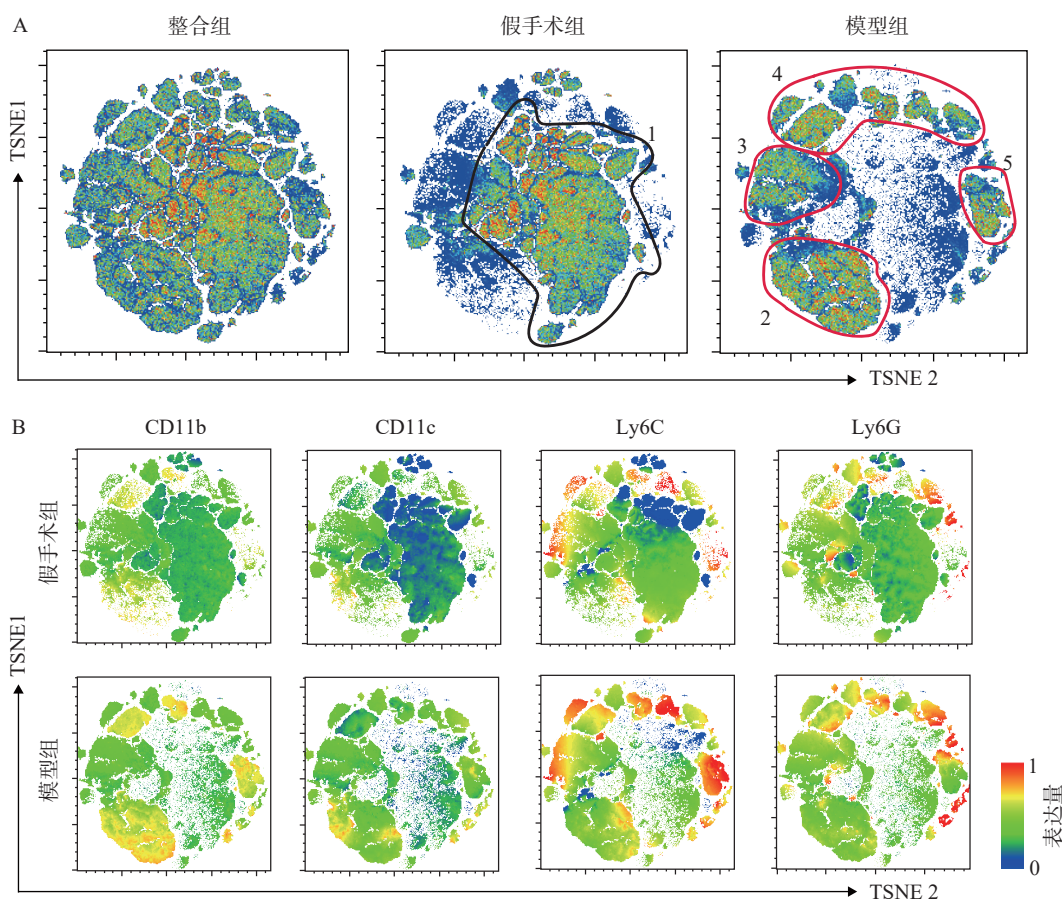 A
整合组
假手术组
模型组
TSNE1
1
4
3
5
2
TSNE 2
B
CD11b
CD11c
Ly6C
Ly6G
假手术组
TSNE1
模型组
1
表达量
0
TSNE 2